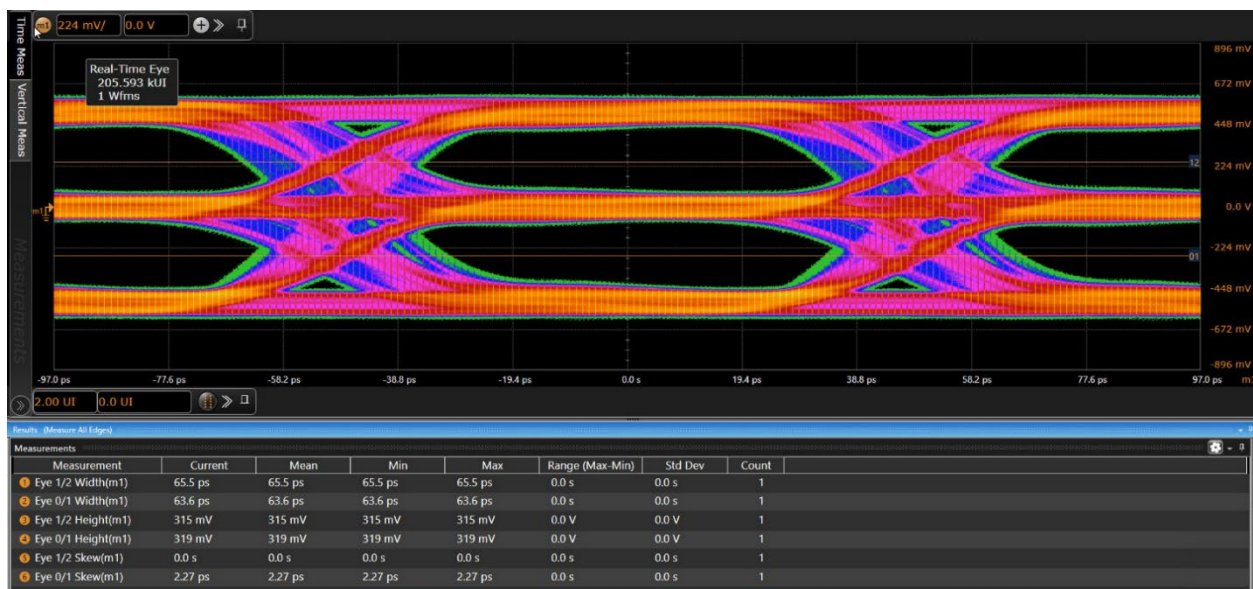 Time Meas
Vertical Meas
Measurements
m1 224 mV/ 0.0 V
Real-Time Eye
205.593 kUI
1 Wfms
896 mV
672 mV
448 mV
224 mV
0.0 V
-224 mV
-448 mV
-672 mV
-896 mV
12
01
m1
-97.0 ps -77.6 ps -58.2 ps -38.8 ps -19.4 ps 0.0 s 19.4 ps 38.8 ps 58.2 ps 77.6 ps 97.0 ps
2.00 UI 0.0 UI
Results (Measure All Edges)
Measurements
Measurement Current Mean Min Max Range (Max-Min) Std Dev Count
1 Eye 1/2 Width(m1) 65.5 ps 65.5 ps 65.5 ps 65.5 ps 0.0 s 0.0 s 1
2 Eye 0/1 Width(m1) 63.6 ps 63.6 ps 63.6 ps 63.6 ps 0.0 s 0.0 s 1
3 Eye 1/2 Height(m1) 315 mV 315 mV 315 mV 315 mV 0.0 V 0.0 V 1
4 Eye 0/1 Height(m1) 319 mV 319 mV 319 mV 319 mV 0.0 V 0.0 V 1
5 Eye 1/2 Skew(m1) 0.0 s 0.0 s 0.0 s 0.0 s 0.0 s 0.0 s 1
6 Eye 0/1 Skew(m1) 2.27 ps 2.27 ps 2.27 ps 2.27 ps 0.0 s 0.0 s 1